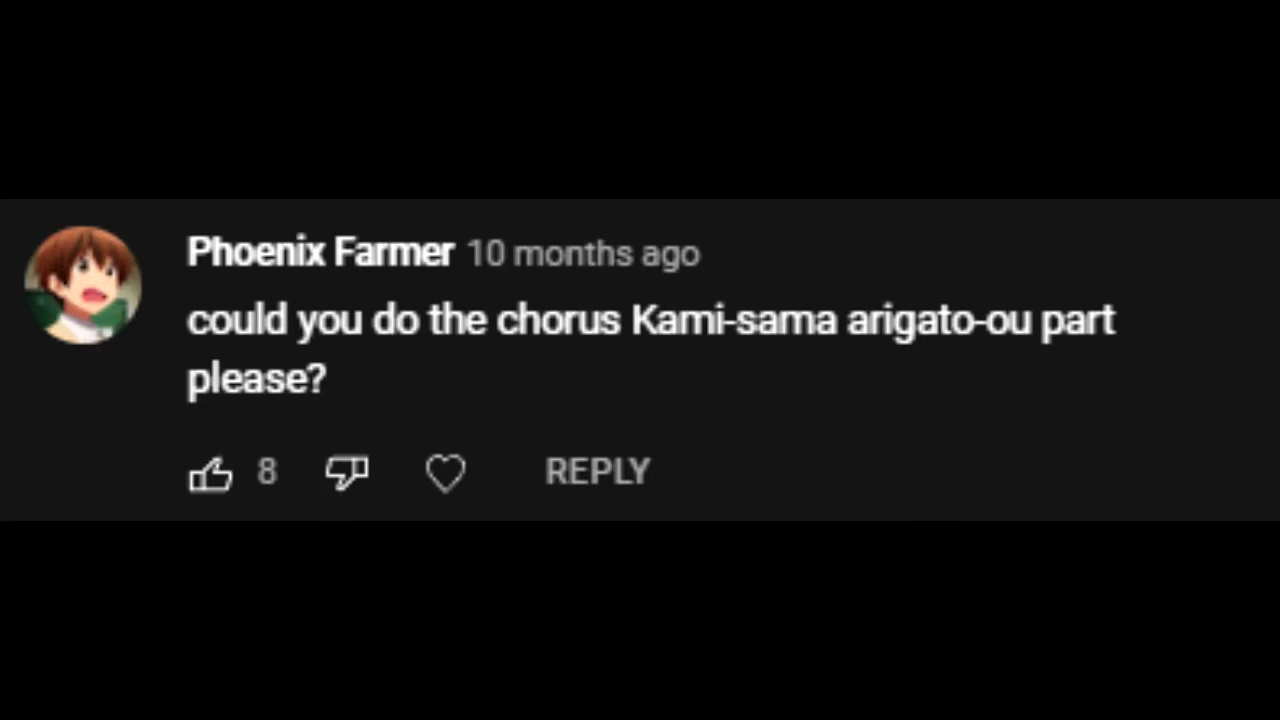 Phoenix Farmer 10 months ago
could you do the chorus Kami-sama arigato-ou part
please?
8 REPLY